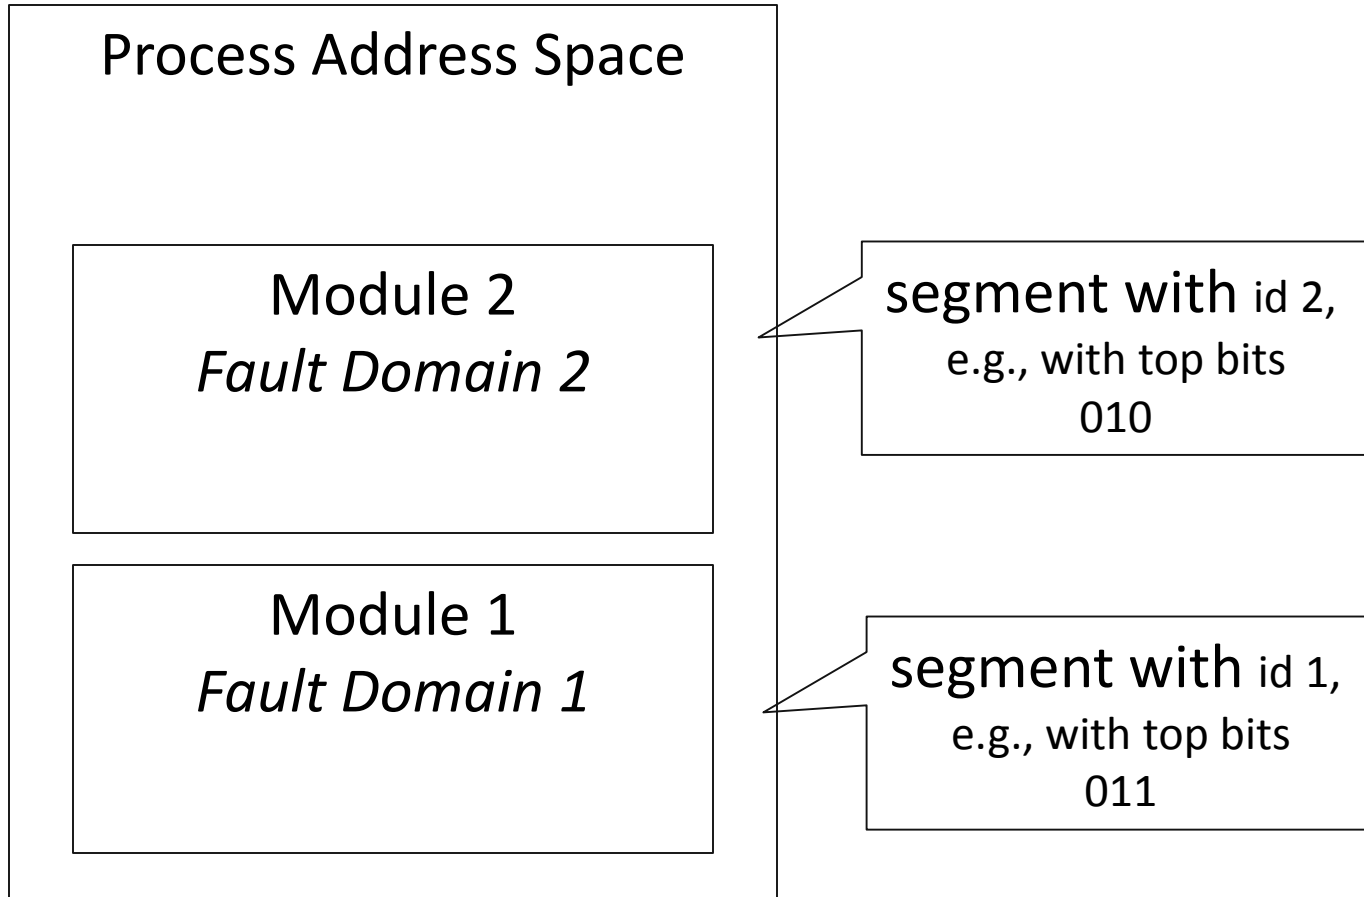 Process Address Space
Module 2
Fault Domain 2
segment with id 2,
e.g., with top bits
010
Module 1
Fault Domain 1
segment with id 1,
e.g., with top bits
011